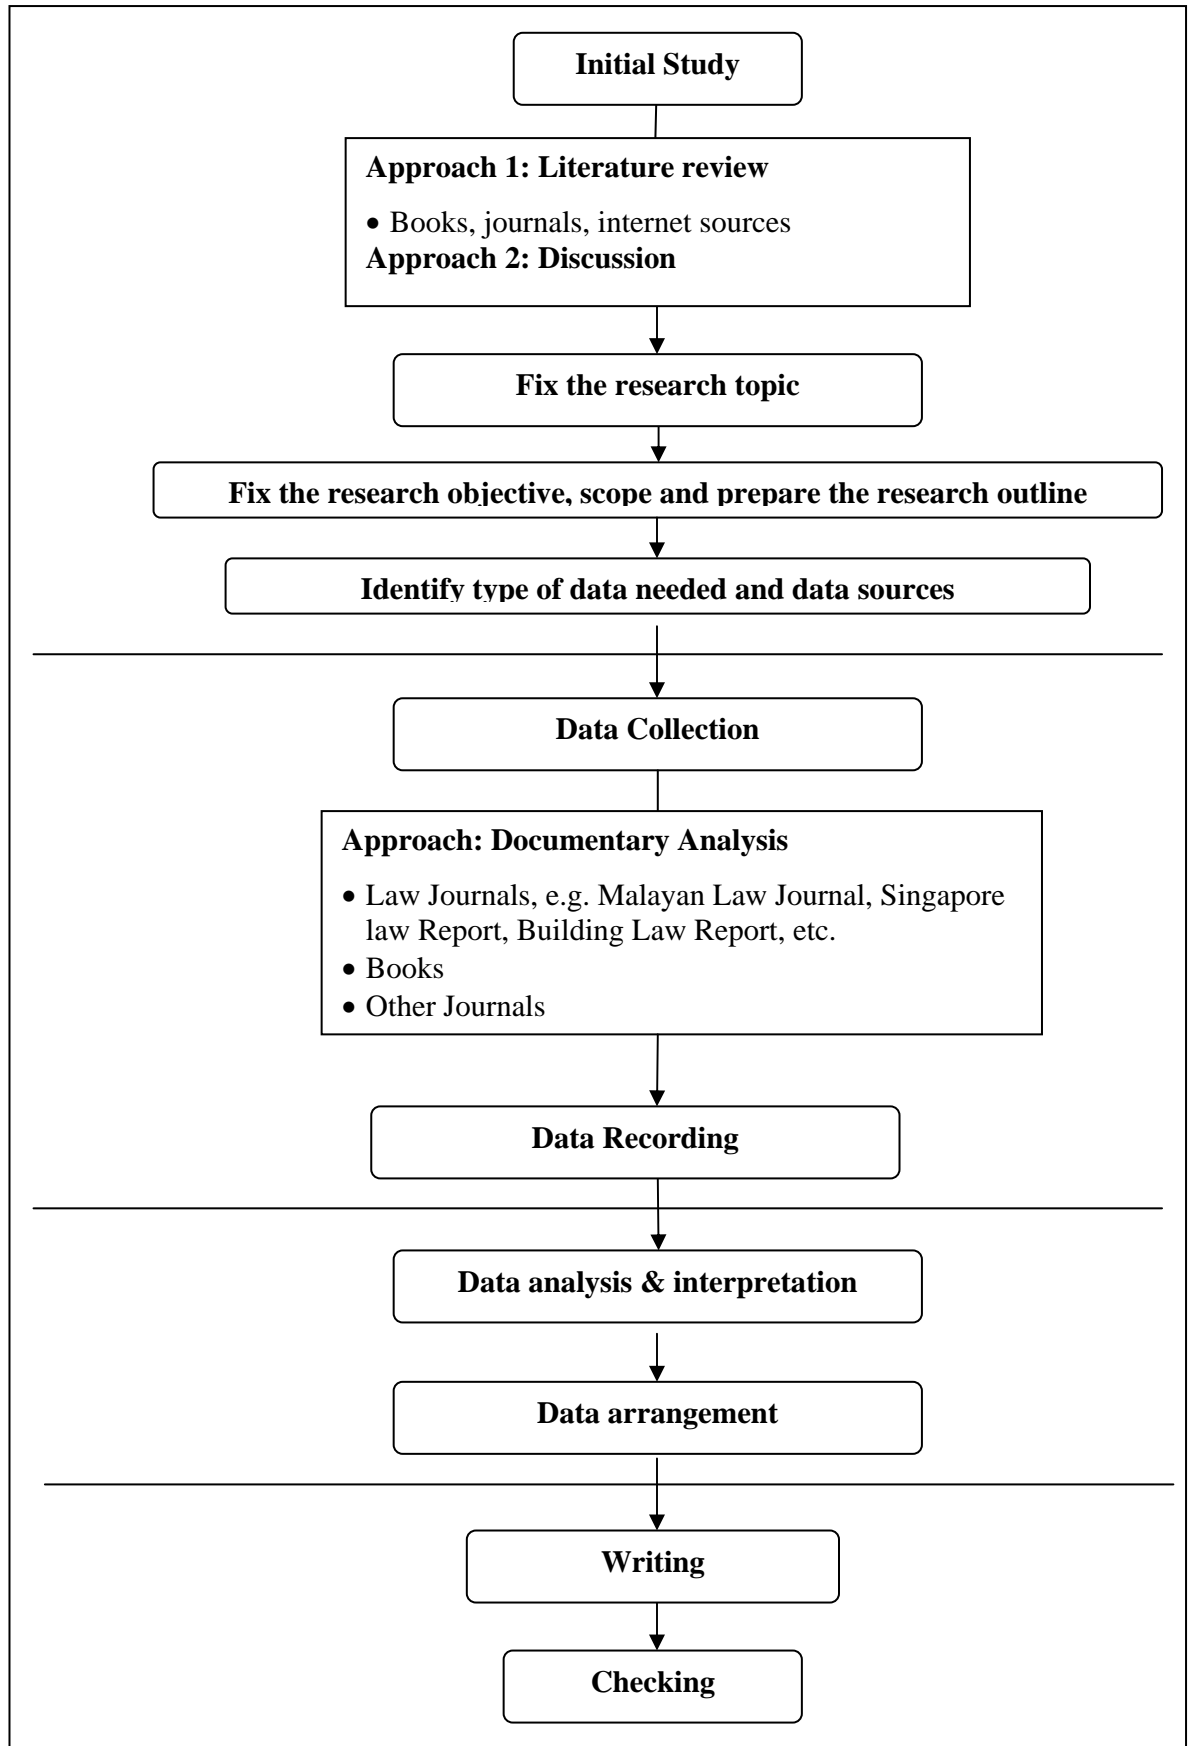 Initial Study
Approach 1: Literature review
• Books, journals, internet sources
Approach 2: Discussion
Fix the research topic
Fix the research objective, scope and prepare the research outline
Identify type of data needed and data sources
Data Collection
Approach: Documentary Analysis
• Law Journals, e.g. Malayan Law Journal, Singapore
law Report, Building Law Report, etc.
• Books
• Other Journals
Data Recording
Data analysis & interpretation
Data arrangement
Writing
Checking